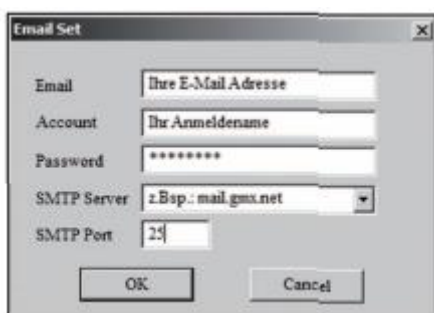 Email Set
Email Ihre E-Mail Adresse
Account Ihr Anmeldename
Password ********
SMTP Server z.Bsp.: mail.gmx.net
SMTP Port 25
OK Cancel